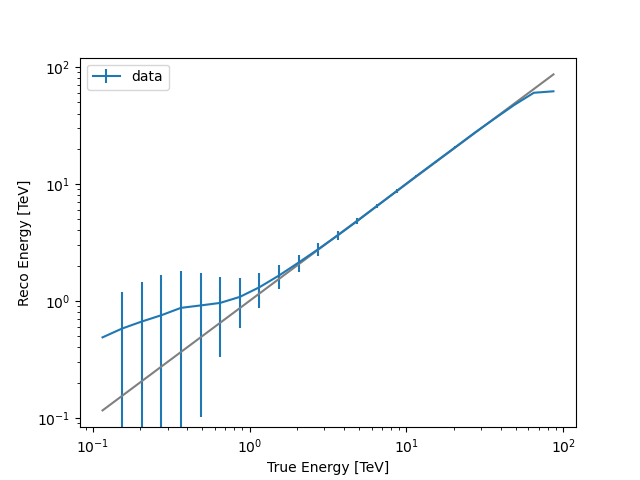 data
10²
10¹
10⁰
10⁻¹
Reco Energy [TeV]
10⁻¹ 10⁰ 10¹ 10²
True Energy [TeV]